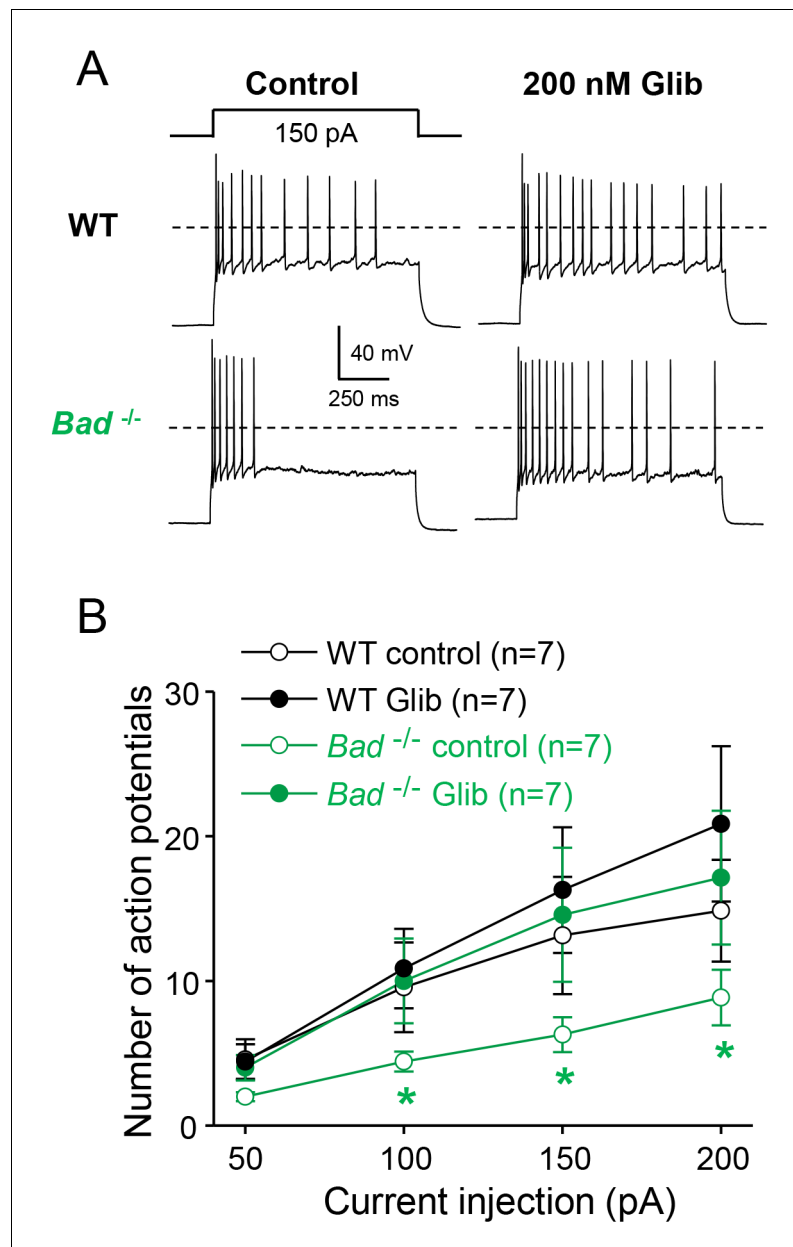 A
Control
200 nM Glib
150 pA
WT
40 mV
250 ms
Bad -/-
B
WT control (n=7)
WT Glib (n=7)
Bad -/- control (n=7)
Bad -/- Glib (n=7)
Number of action potentials
30
20
10
0
*
*
*
50 100 150 200
Current injection (pA)